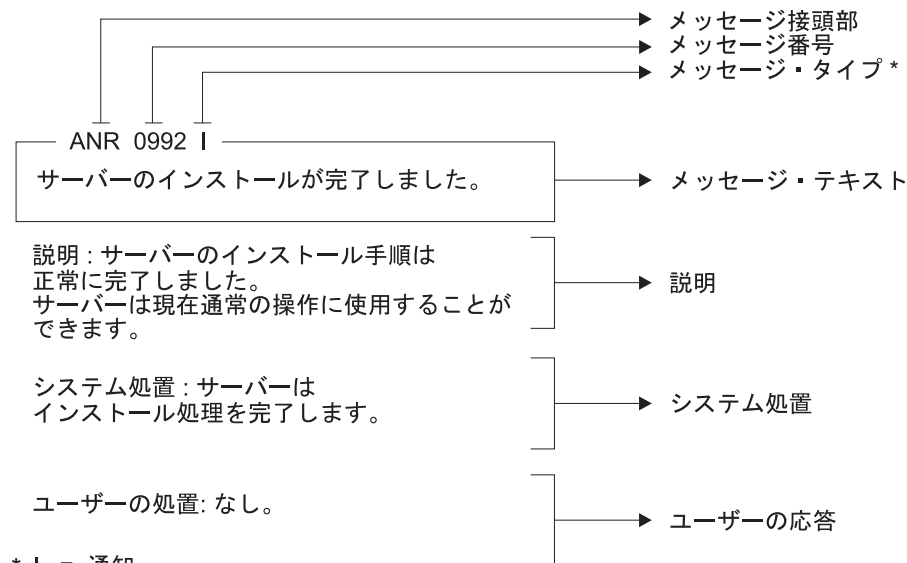 メッセージ接頭部
メッセージ番号
メッセージ・タイプ *
ANR 0992 I
サーバーのインストールが完了しました。
メッセージ・テキスト
説明 : サーバーのインストール手順は
正常に完了しました。
サーバーは現在通常の操作に使用することが
できます。
説明
システム処置 : サーバーは
インストール処理を完了します。
システム処置
ユーザーの処置: なし。
ユーザーの応答
* I = 通知